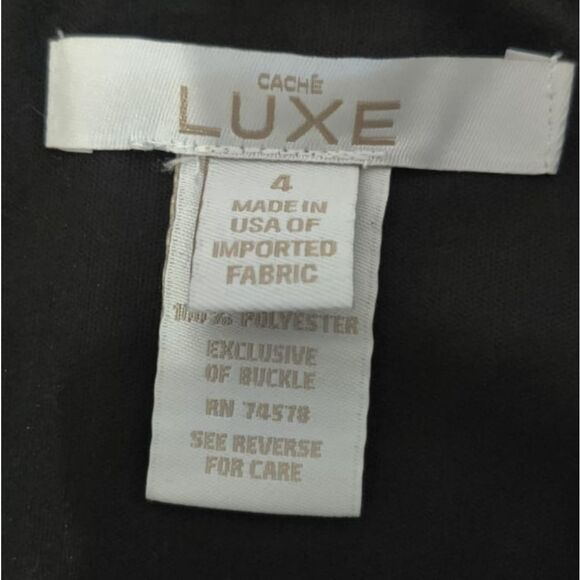 CACHÉ
LUXE
4
MADE IN
USA OF
IMPORTED
FABRIC
100% POLYESTER
EXCLUSIVE
OF BUCKLE
RN 74578
SEE REVERSE
FOR CARE